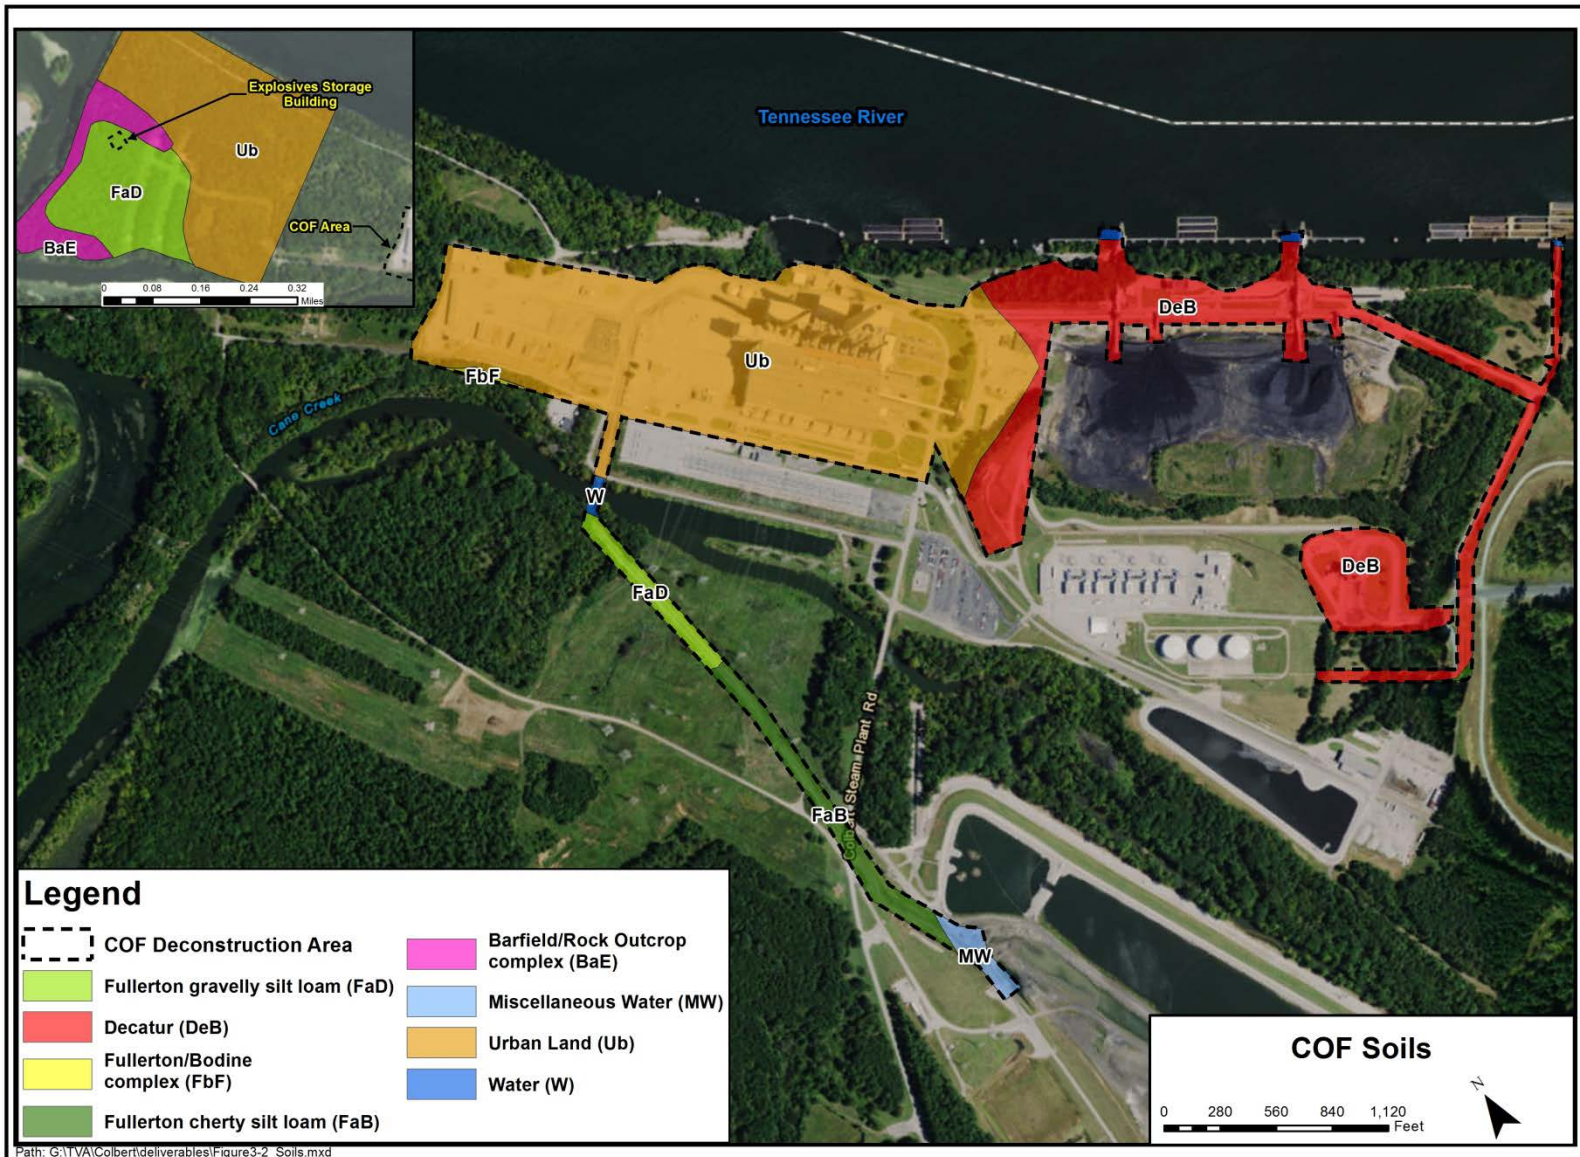 Explosives Storage
Building
Ub
FaD
COF Area
BaE
0 0.08 0.16 0.24 0.32
Miles
Tennessee River
DeB
Ub
FbF
Cane Creek
W
DeB
FaD
Colbert Steam Plant Rd
FaB
MW
Legend
COF Deconstruction Area
Fullerton gravelly silt loam (FaD)
Decatur (DeB)
Fullerton/Bodine
complex (FbF)
Fullerton cherty silt loam (FaB)
Barfield/Rock Outcrop
complex (BaE)
Miscellaneous Water (MW)
Urban Land (Ub)
Water (W)
COF Soils
N
0 280 560 840 1,120
Feet
Path: G:\TVA\Colbert\deliverables\Figure3-2_Soils.mxd